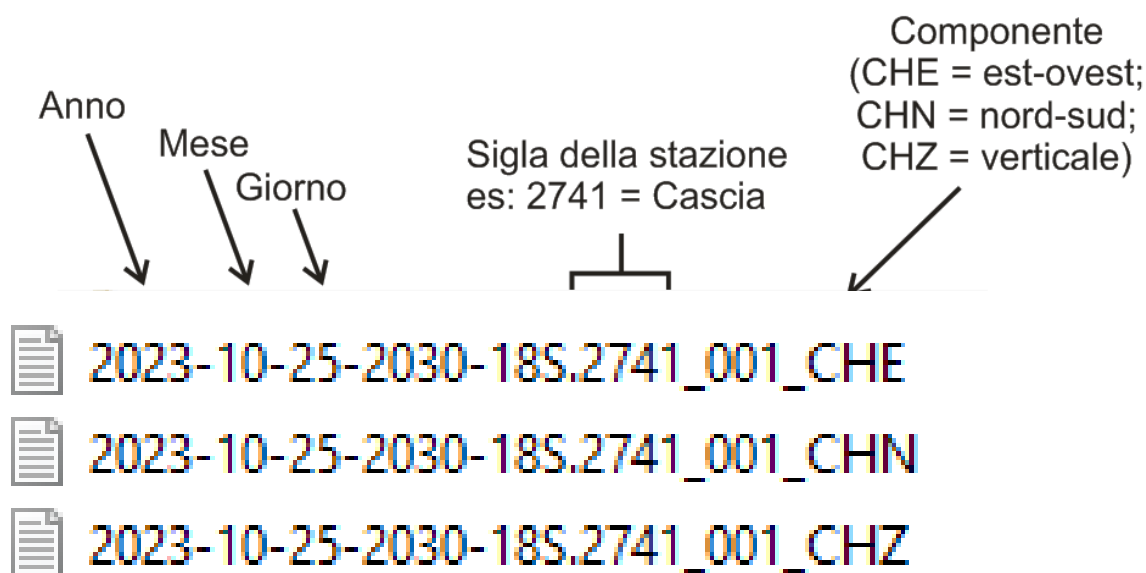 Anno
Mese
Giorno
Sigla della stazione
es: 2741 = Cascia
Componente
(CHE = est-ovest;
CHN = nord-sud;
CHZ = verticale)
2023-10-25-2030-18S.2741_001_CHE
2023-10-25-2030-18S.2741_001_CHN
2023-10-25-2030-18S.2741_001_CHZ